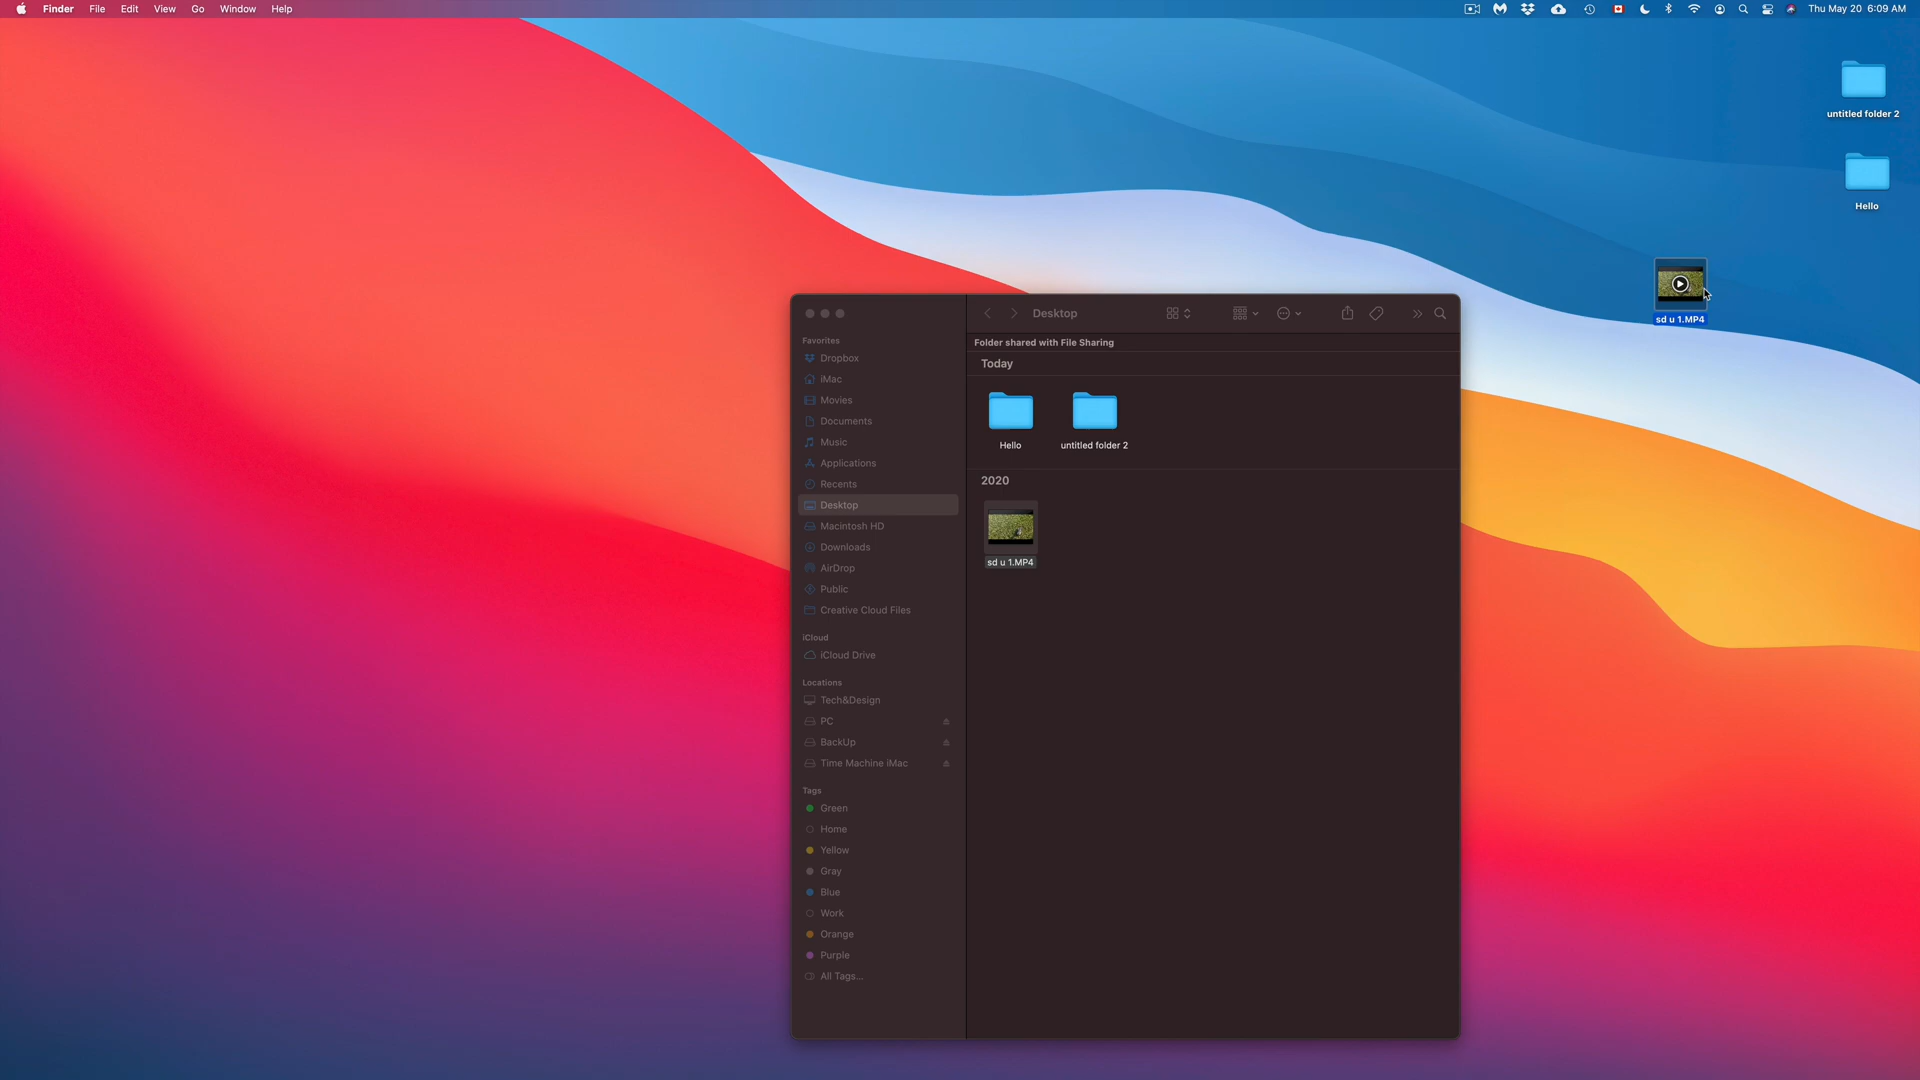 Finder File Edit View Go Window Help Thu May 20 6:09 AM
untitled folder 2
Hello
sd u 1.MP4
Desktop
Folder shared with File Sharing
Today
Hello untitled folder 2
2020
sd u 1.MP4
Favorites
Dropbox
iMac
Movies
Documents
Music
Applications
Recents
Desktop
Macintosh HD
Downloads
AirDrop
Public
Creative Cloud Files
iCloud
iCloud Drive
Locations
Tech&Design
PC
BackUp
Time Machine iMac
Tags
Green
Home
Yellow
Gray
Blue
Work
Orange
Purple
All Tags...